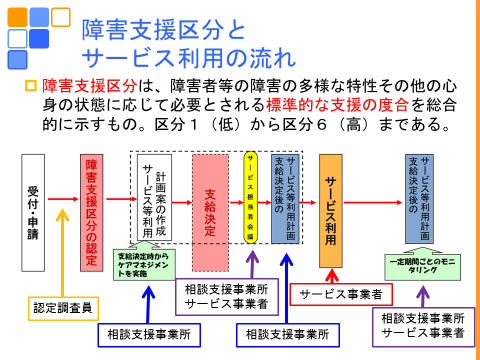 障害支援区分と
サービス利用の流れ
障害支援区分は、障害者等の障害の多様な特性その他の心
身の状態に応じて必要とされる標準的な支援の度合を総合
的に示すもの。区分１（低）から区分６（高）まである。
受付・申請
障害支援区分の認定
サービス等利用
計画案の作成
支給決定
サービス担当者会議
支給決定後の
サービス等利用計画
サービス利用
支給決定後の
サービス等利用計画
支給決定時から
ケアマネジメン
トを実施
一定期間ごとのモニ
タリング
認定調査員
相談支援事業所
相談支援事業所
サービス事業者
相談支援事業所
サービス事業者
相談支援事業所
サービス事業者